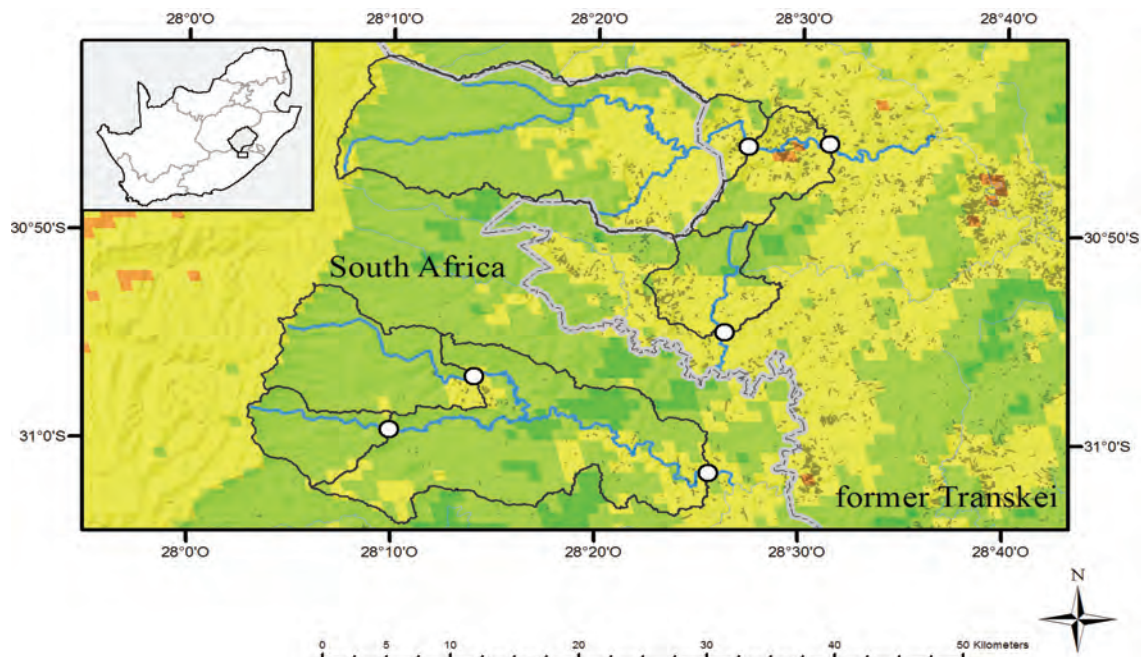 28°0'O 28°10'O 28°20'O 28°30'O 28°40'O
30°50'S 30°50'S
South Africa
31°0'S 31°0'S
former Transkei
28°0'O 28°10'O 28°20'O 28°30'O 28°40'O
N
0 5 10 20 30 40 50 Kilometers